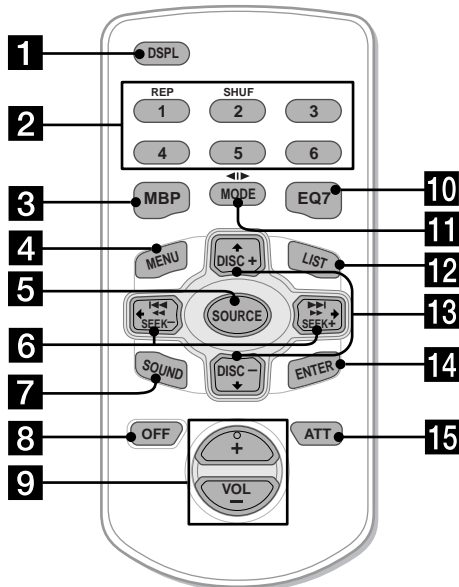 1
DSPL
REP
SHUF
2
1
2
3
4
5
6
3
MBP
MODE
EQ7
10
11
4
MENU
DISC +
LIST
12
5
SOURCE
13
6
SEEK−
SEEK+
7
SOUND
DISC −
ENTER
14
8
OFF
ATT
15
9
+
VOL
−